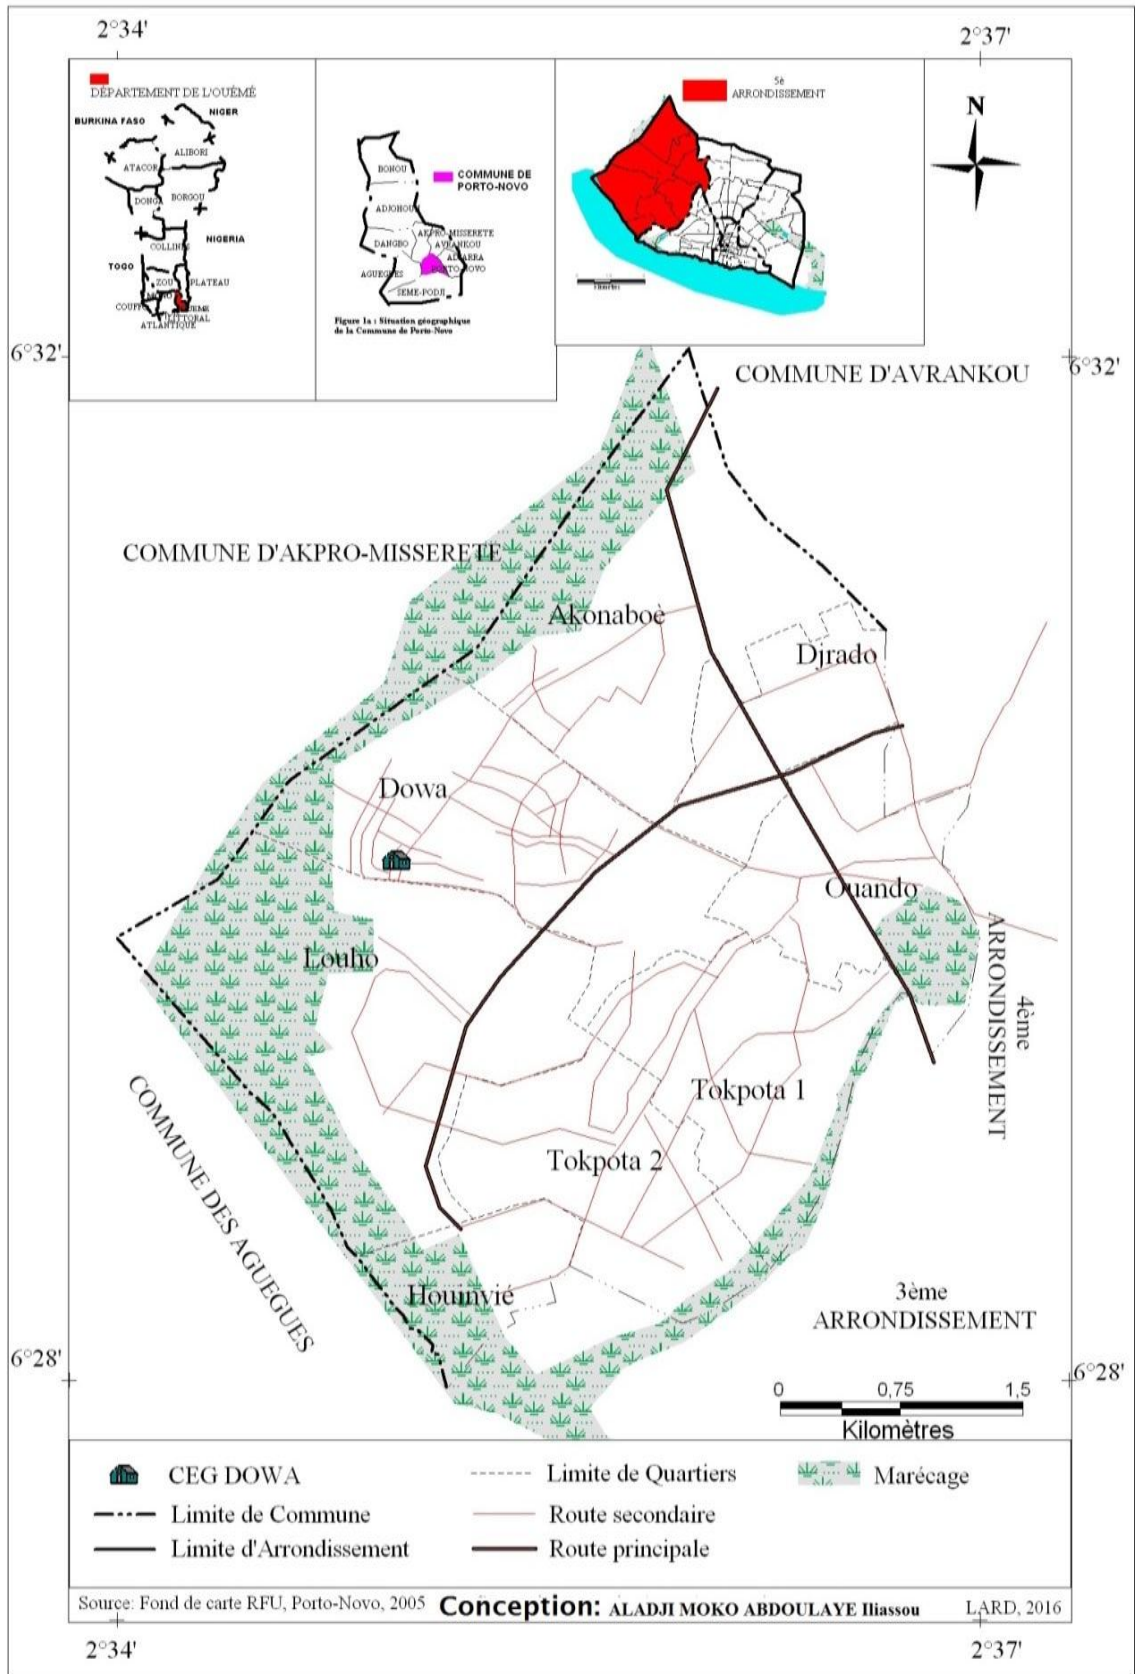 2°34'
2°37'
DÉPARTEMENT DE L'OUÉMÉ
BURKINA FASO
NIGER
ALIBORI
ATACORA
DONGA
BORGOU
NIGERIA
COLLINES
TOGO
ZOU
PLATEAU
COUFFO
LITTORAL
ATLANTIQUE
BONOU
COMMUNE DE
PORTO-NOVO
ADJOHOUN
AKPRO-MISSERETE
DANGBO
AVRANKOU
ADJARRA
AGUEGUES
PORTO-NOVO
SEME-PODJI
Figure 1a : Situation géographique
de la Commune de Porto-Novo
5è
ARRONDISSEMENT
N
6°32'
6°32'
COMMUNE D'AVRANKOU
COMMUNE D'AKPRO-MISSERETE
Akonaboè
Djrado
Dowa
Ouando
Louho
4ème
ARRONDISSEMENT
Tokpota 1
COMMUNE DES AGUEGUES
Tokpota 2
Houinvié
3ème
ARRONDISSEMENT
6°28'
6°28'
0 0,75 1,5
Kilomètres
CEG DOWA
Limite de Quartiers
Marécage
Limite de Commune
Route secondaire
Limite d'Arrondissement
Route principale
Source: Fond de carte RFU, Porto-Novo, 2005 Conception: ALADJI MOKO ABDOULAYE Iliassou LARD, 2016
2°34'
2°37'